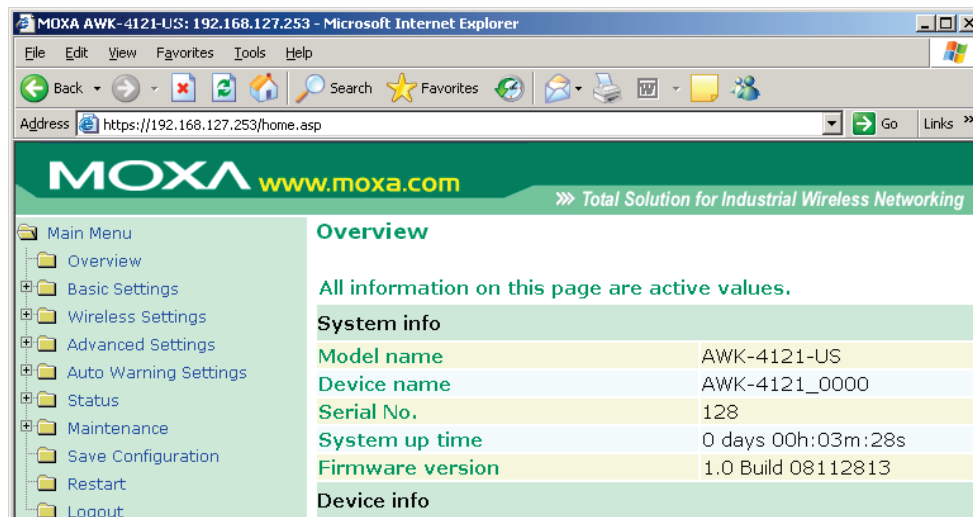 MOXA AWK-4121-US: 192.168.127.253 - Microsoft Internet Explorer
File Edit View Favorites Tools Help
Back Search Favorites
Address https://192.168.127.253/home.asp Go Links »
MOXA www.moxa.com
Total Solution for Industrial Wireless Networking
Main Menu
Overview
Basic Settings
Wireless Settings
Advanced Settings
Auto Warning Settings
Status
Maintenance
Save Configuration
Restart
Logout
Overview
All information on this page are active values.
System info
Model name AWK-4121-US
Device name AWK-4121_0000
Serial No. 128
System up time 0 days 00h:03m:28s
Firmware version 1.0 Build 08112813
Device info